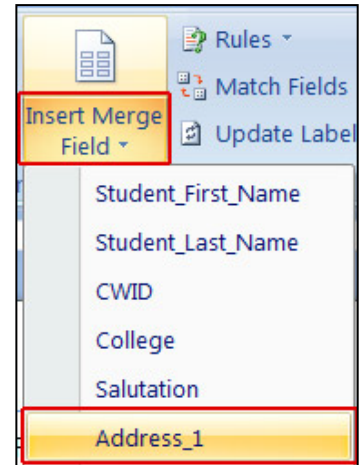 Rules
Match Fields
Update Label
Insert Merge
Field
Student_First_Name
Student_Last_Name
CWID
College
Salutation
Address_1